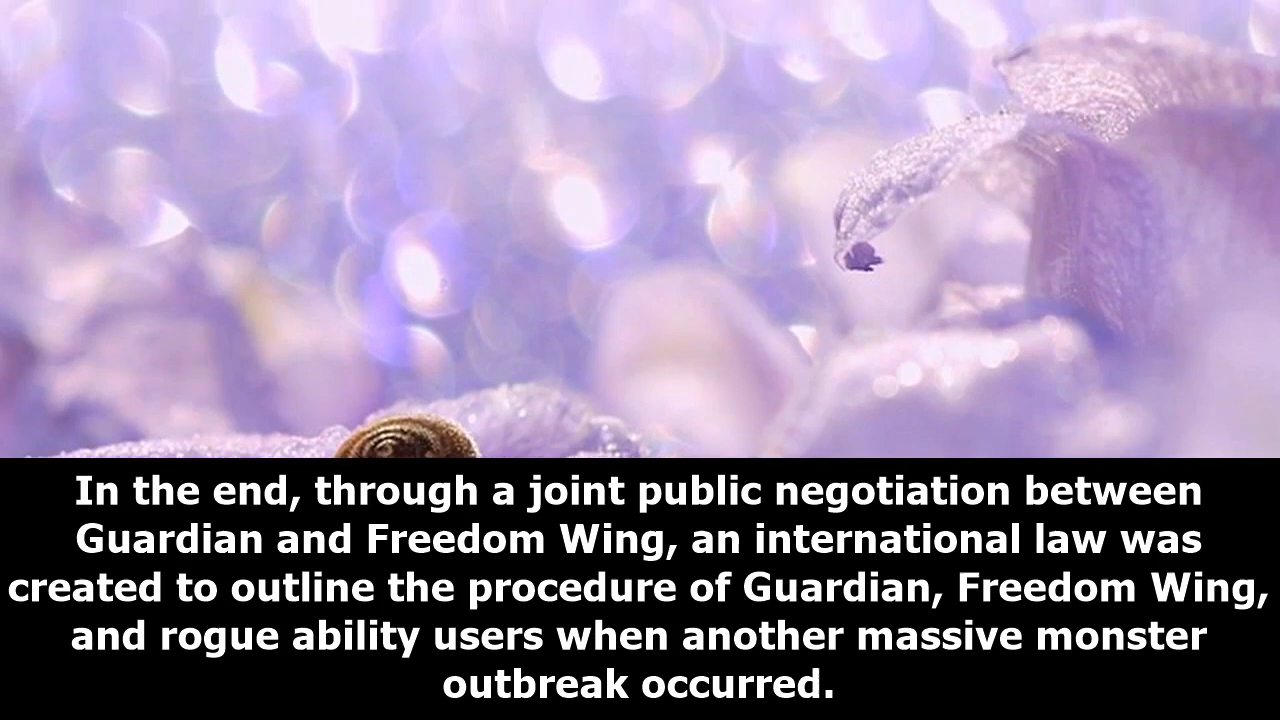 In the end, through a joint public negotiation between
Guardian and Freedom Wing, an international law was
created to outline the procedure of Guardian, Freedom Wing,
and rogue ability users when another massive monster
outbreak occurred.